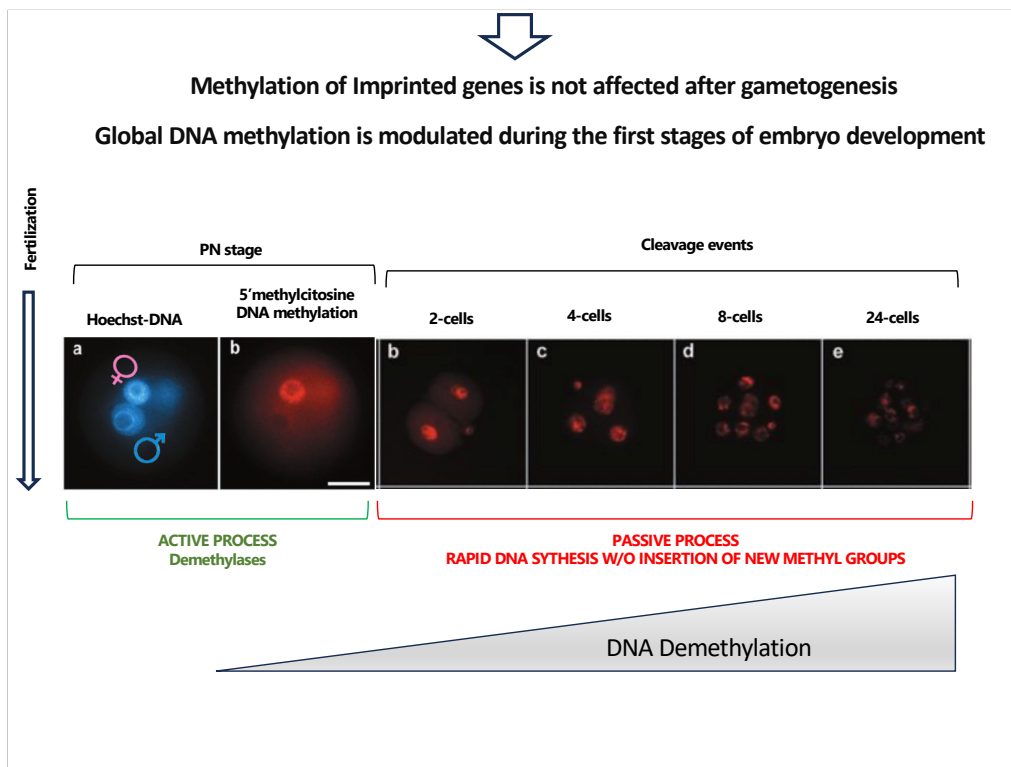 Methylation of Imprinted genes is not affected after gametogenesis
Global DNA methylation is modulated during the first stages of embryo development
Fertilization
PN stage
Cleavage events
Hoechst-DNA
5´methylcitosine
DNA methylation
2-cells
4-cells
8-cells
24-cells
a
b
b
c
d
e
ACTIVE PROCESS
Demethylases
PASSIVE PROCESS
RAPID DNA SYTHESIS W/O INSERTION OF NEW METHYL GROUPS
DNA Demethylation